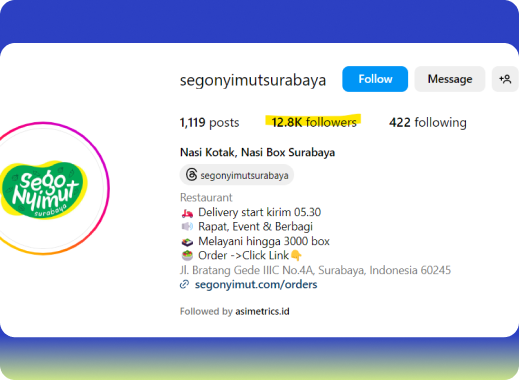 segonyimutsurabaya Follow Message
1,119 posts 12.8K followers 422 following
Nasi Kotak, Nasi Box Surabaya
segonyimutsurabaya
Restaurant
🛵 Delivery start kirim 05.30
🔊 Rapat, Event & Berbagi
🍱 Melayani hingga 3000 box
🥗 Order ->Click Link👇
Jl. Bratang Gede IIIC No.4A, Surabaya, Indonesia 60245
segonyimut.com/orders
Followed by asimetrics.id
Sego
Nyimut
surabaya